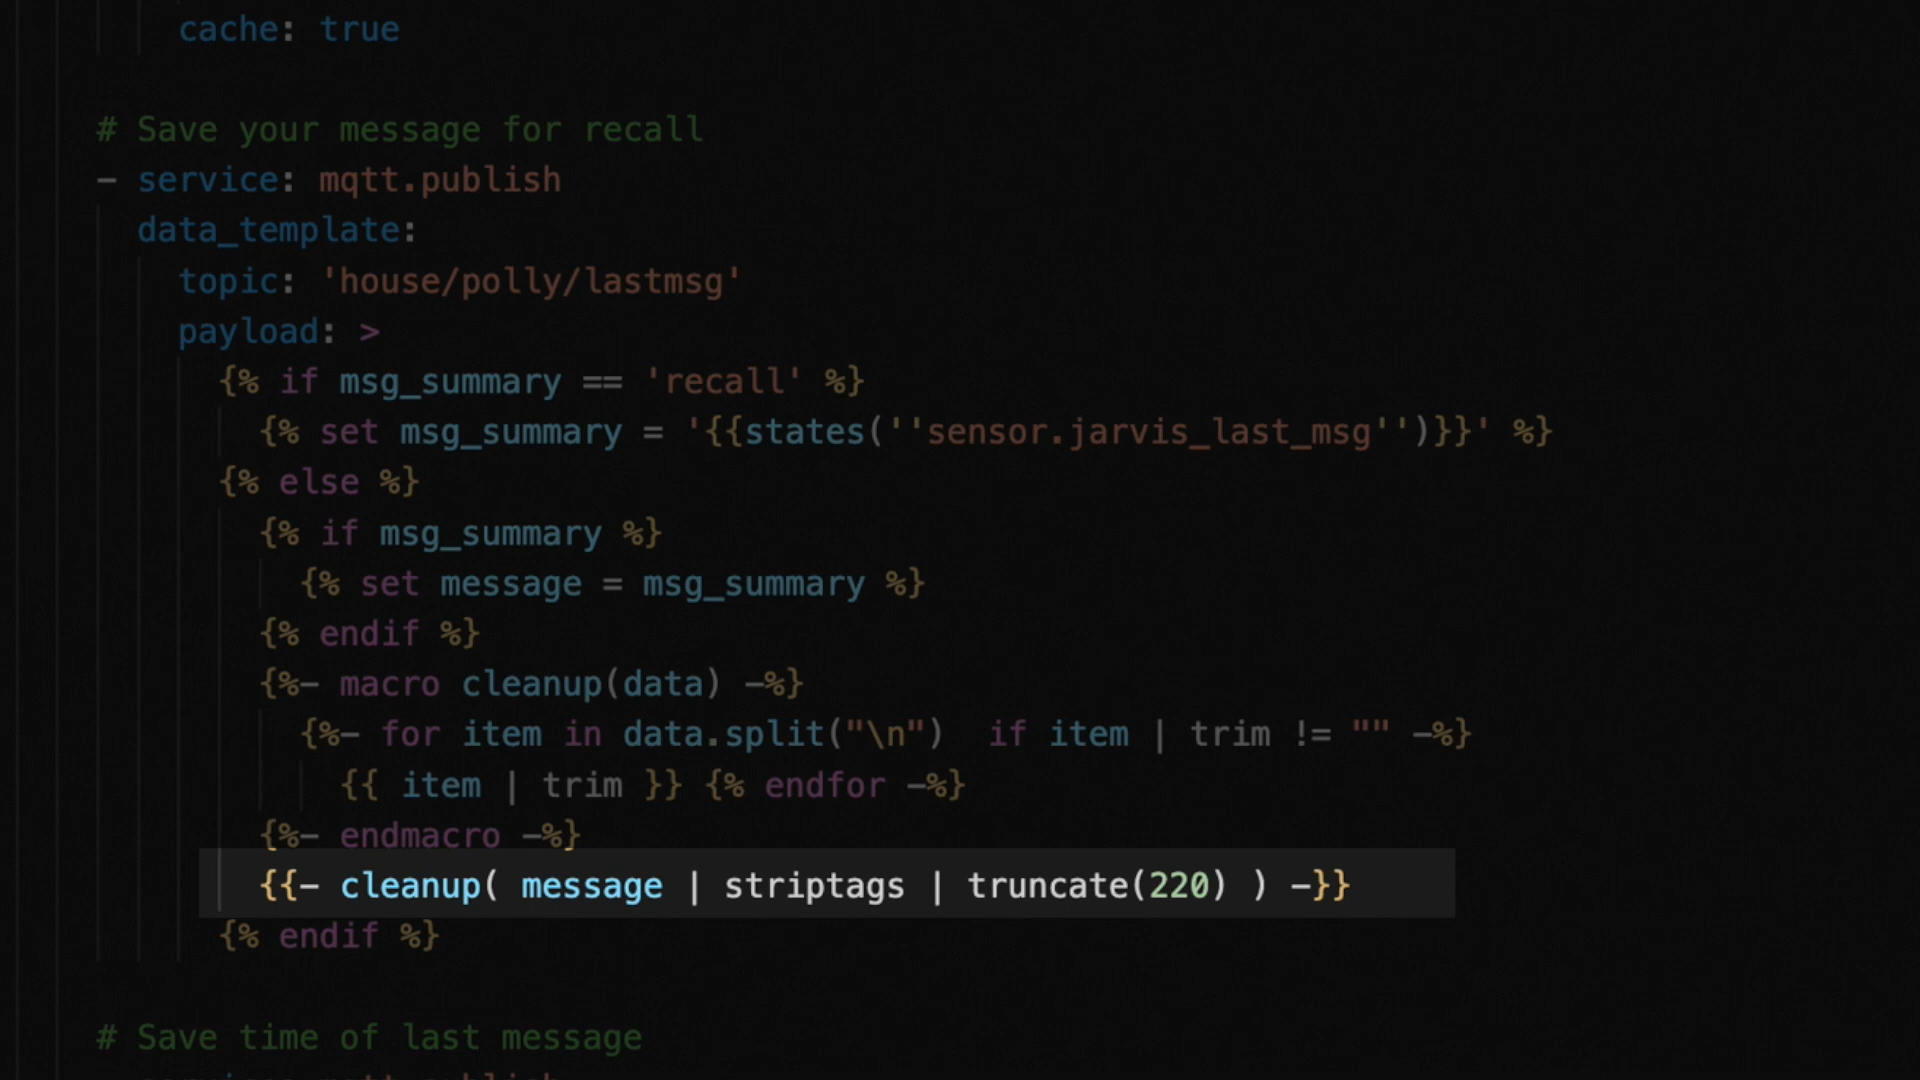 cache: true
# Save your message for recall
- service: mqtt.publish
data_template:
topic: 'house/polly/lastmsg'
payload: >
{% if msg_summary == 'recall' %}
{% set msg_summary = '{{states(''sensor.jarvis_last_msg'')}}' %}
{% else %}
{% if msg_summary %}
{% set message = msg_summary %}
{% endif %}
{%- macro cleanup(data) -%}
{%- for item in data.split("\n")  if item | trim != "" -%}
{{ item | trim }} {% endfor -%}
{%- endmacro -%}
{{- cleanup( message | striptags | truncate(220) ) -}}
{% endif %}
# Save time of last message